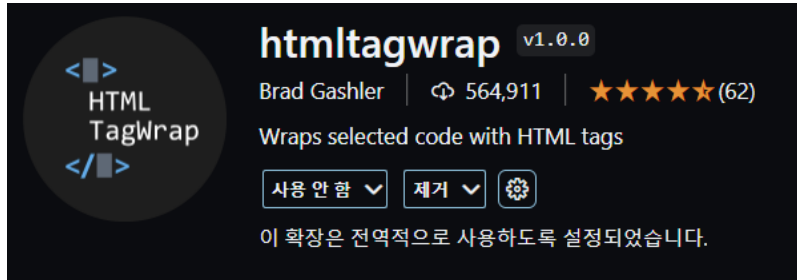 < >
HTML
TagWrap
</ >
htmltagwrap v1.0.0
Brad Gashler 564,911 (62)
Wraps selected code with HTML tags
사용 안 함 제거
이 확장은 전역적으로 사용하도록 설정되었습니다.